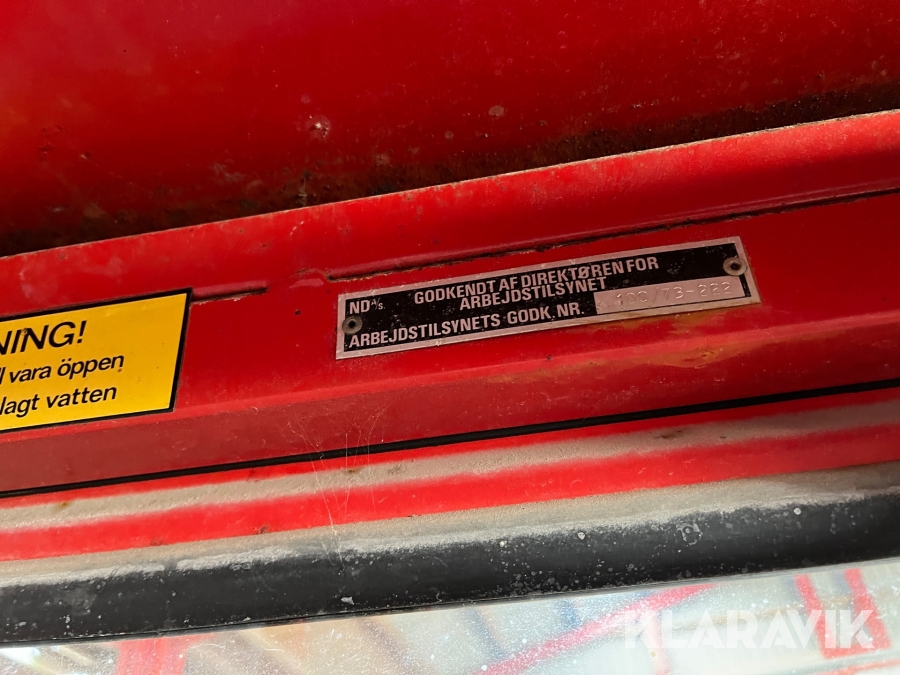 NING!
l vara öppen
lagt vatten
ND A/S.
GODKENDT AF DIREKTØREN FOR
ARBEJDSTILSYNET
ARBEJDSTILSYNETS GODK. NR.
KLARAVIK